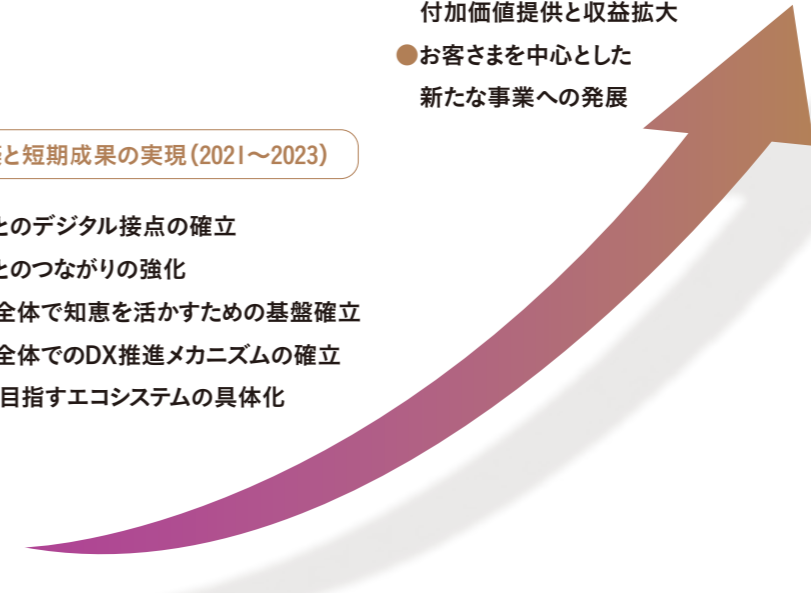 付加価値提供と収益拡大
●お客さまを中心とした
新たな事業への発展
と短期成果の実現(2021〜2023)
とのデジタル接点の確立
とのつながりの強化
全体で知恵を活かすための基盤確立
全体でのDX推進メカニズムの確立
目指すエコシステムの具体化